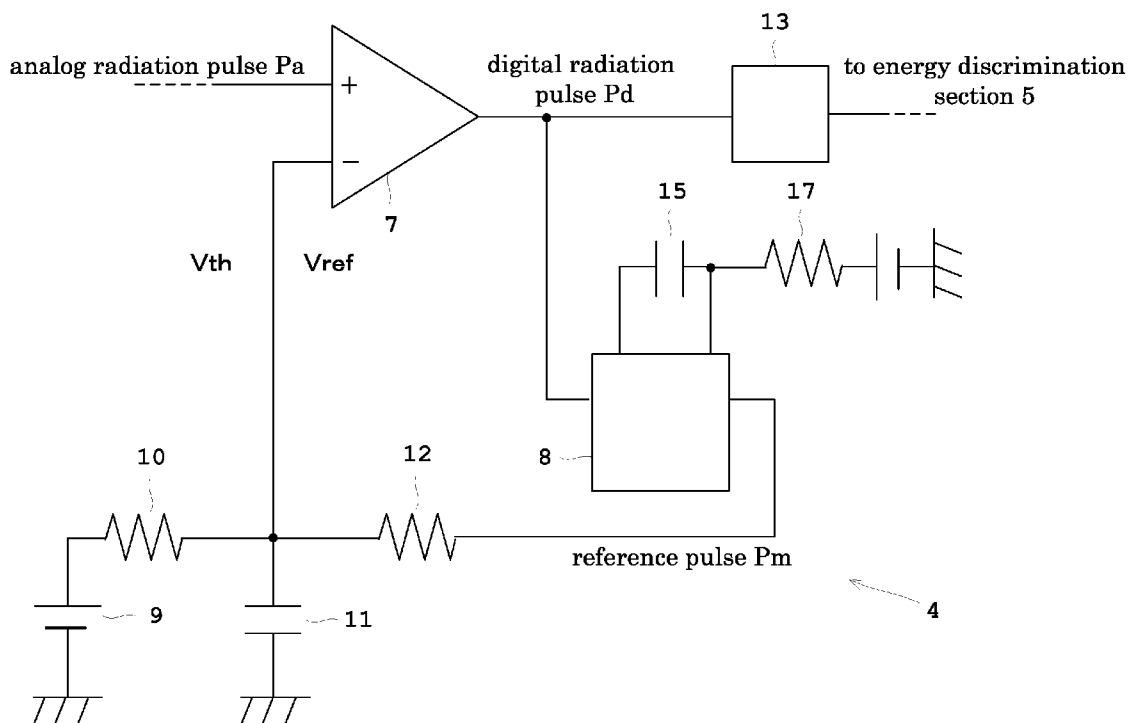 13
analog radiation pulse Pa
digital radiation
pulse Pd
to energy discrimination
section 5
+
−
7
15
17
Vth
Vref
10
12
8
reference pulse Pm
9
11
4